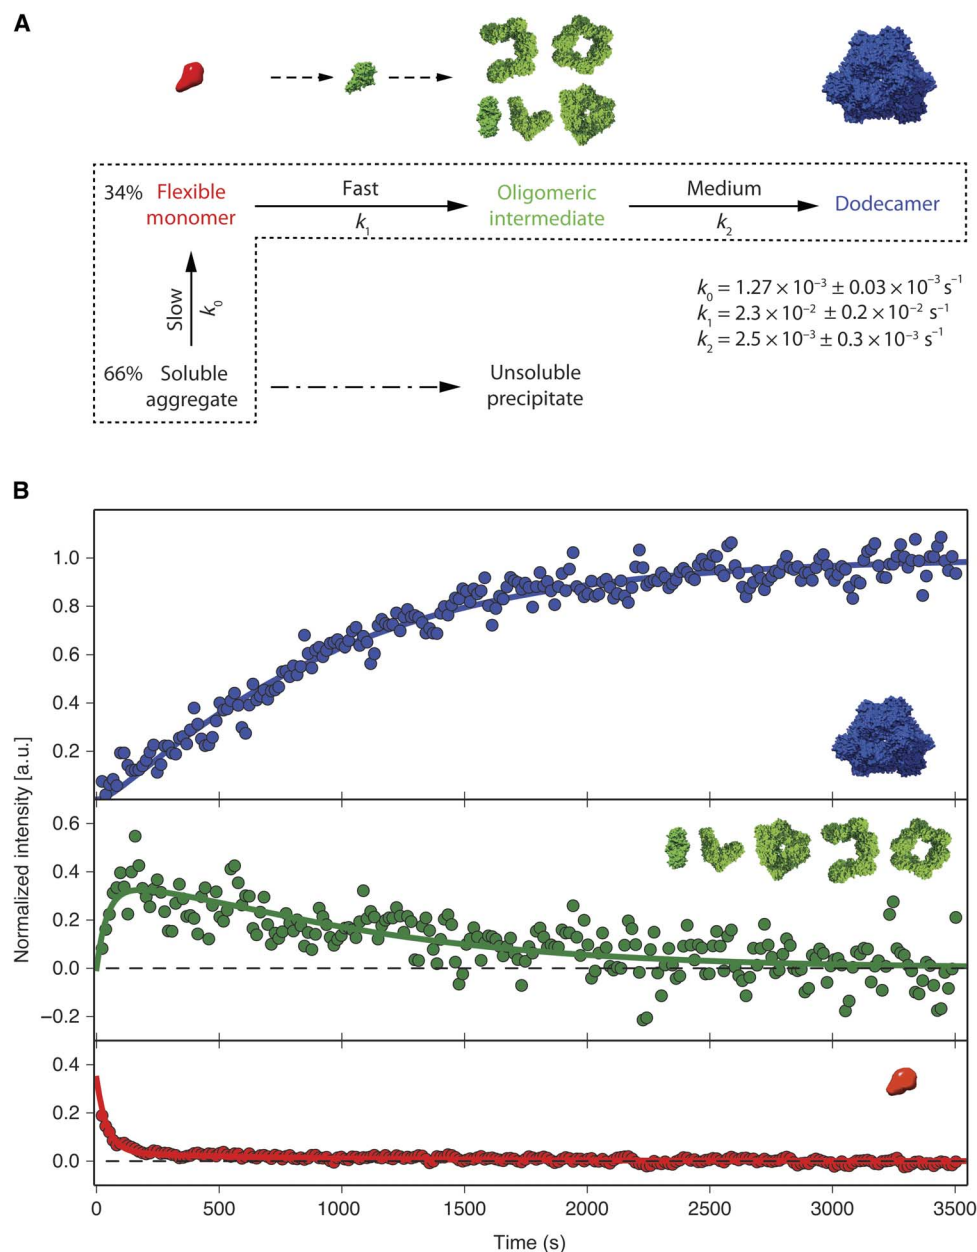 A
34% Flexible monomer
Fast
k₁
Oligomeric intermediate
Medium
k₂
Dodecamer
Slow
k₀
k₀ = 1.27 × 10⁻³ ± 0.03 × 10⁻³ s⁻¹
k₁ = 2.3 × 10⁻² ± 0.2 × 10⁻² s⁻¹
k₂ = 2.5 × 10⁻³ ± 0.3 × 10⁻³ s⁻¹
66% Soluble aggregate
Unsoluble precipitate
B
Normalized intensity [a.u.]
1.0
0.8
0.6
0.4
0.2
0.6
0.4
0.2
0.0
−0.2
0.4
0.2
0.0
0 500 1000 1500 2000 2500 3000 3500
Time (s)